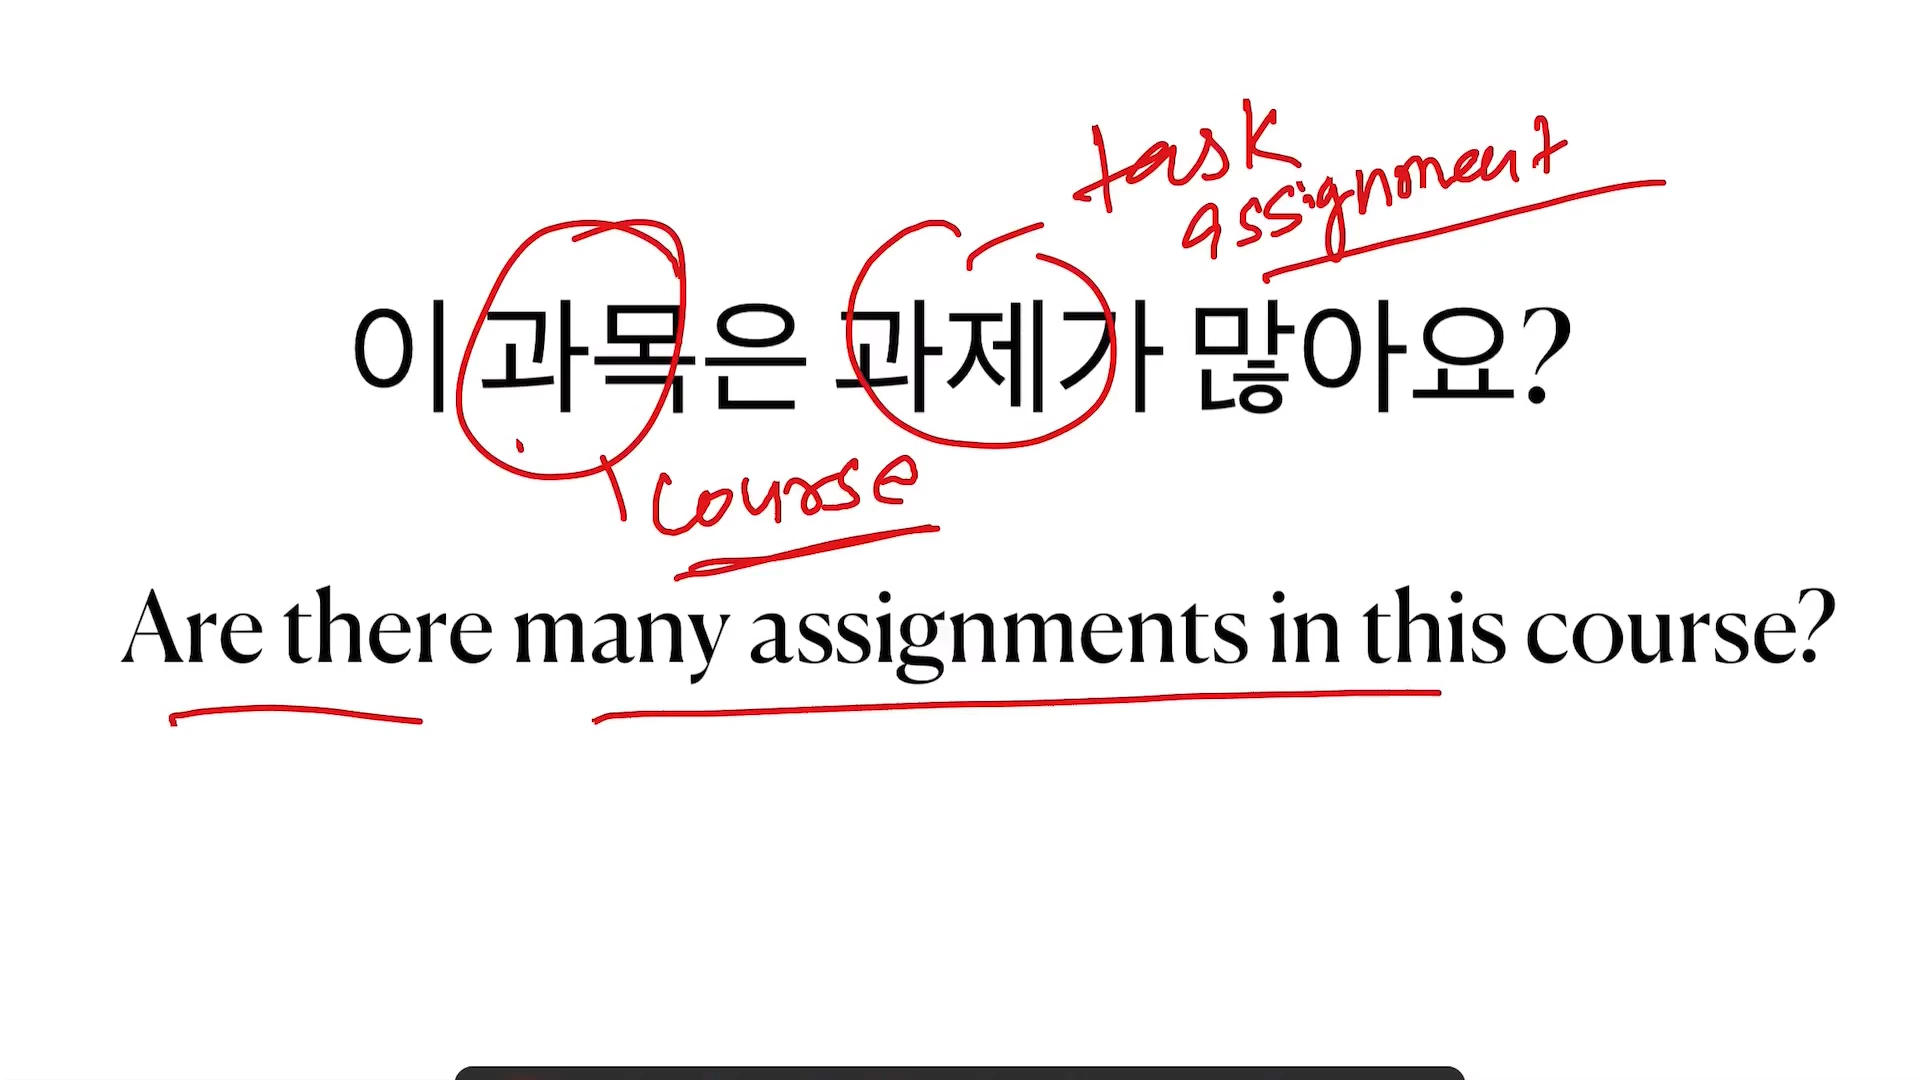 task
assignment
이 과목은 과제가 많아요?
course
Are there many assignments in this course?